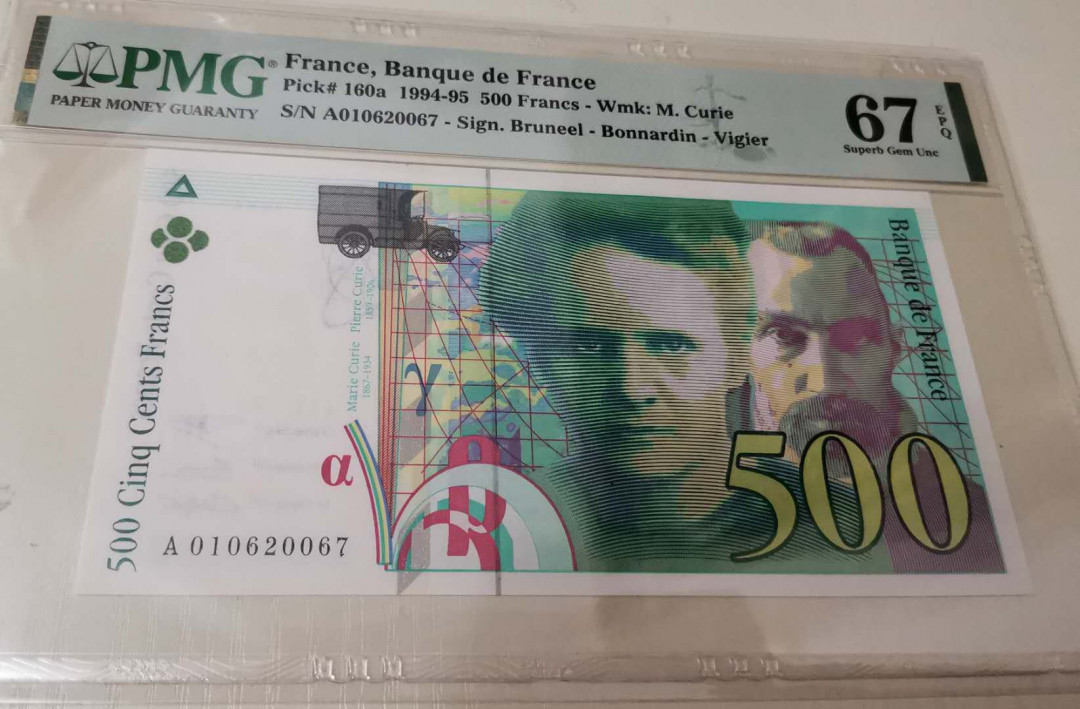 PMG®
PAPER MONEY GUARANTY
France, Banque de France
Pick# 160a 1994-95 500 Francs - Wmk: M. Curie
S/N A010620067 - Sign. Bruneel - Bonnardin - Vigier
67
EPQ
Superb Gem Unc
500 Cinq Cents Francs
Marie Curie Pierre Curie
1867-1934 1859-1906
Banque de France
γ
α
A 010620067
500